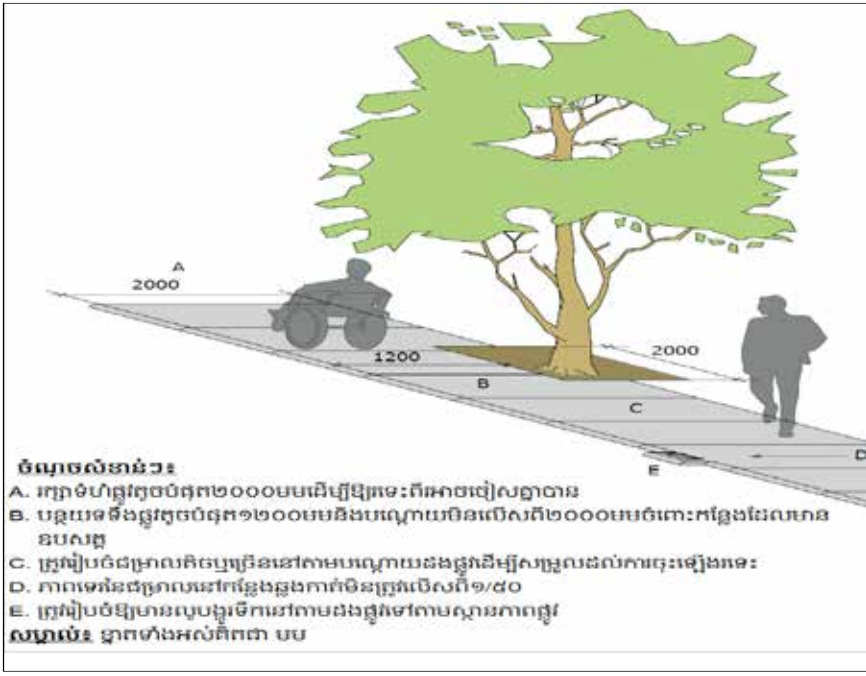 A
2000
1200
2000
B
C
D
E
ចំណុចសំខាន់ៗ៖
A. រក្សាទំហំផ្លូវតូចបំផុត២០០០មមដើម្បីឱ្យរទេះពីរអាចចៀសគ្នាបាន
B. បន្ថយទទឹងផ្លូវតូចបំផុត១២០០មមនិងបណ្តោយមិនលើសពី២០០០មមចំពោះកន្លែងដែលមាន
ឧបសគ្គ
C. ត្រូវរៀបចំជម្រាលតិចឬច្រើននៅតាមបណ្តោយដងផ្លូវដើម្បីសម្រួលដល់ការចុះឡើងរទេះ
D. ភាពទេរនៃជម្រាលនៅកន្លែងឆ្លងកាត់មិនត្រូវលើសពី១/៥០
E. ត្រូវរៀបចំឱ្យមានលូបង្ហូរទឹកនៅតាមដងផ្លូវទៅតាមស្ថានភាពផ្លូវ
សម្គាល់៖ ខ្នាតទាំងអស់គិតជា មម